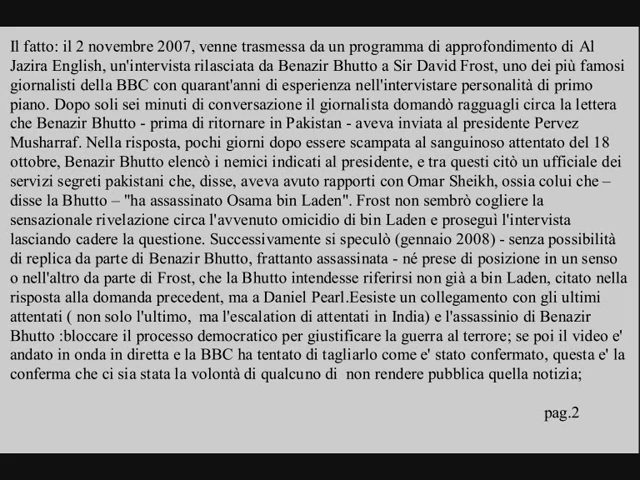 Il fatto: il 2 novembre 2007, venne trasmessa da un programma di approfondimento di Al
Jazira English, un'intervista rilasciata da Benazir Bhutto a Sir David Frost, uno dei più famosi
giornalisti della BBC con quarant'anni di esperienza nell'intervistare personalità di primo
piano. Dopo soli sei minuti di conversazione il giornalista domandò ragguagli circa la lettera
che Benazir Bhutto - prima di ritornare in Pakistan - aveva inviata al presidente Pervez
Musharraf. Nella risposta, pochi giorni dopo essere scampata al sanguinoso attentato del 18
ottobre, Benazir Bhutto elencò i nemici indicati al presidente, e tra questi citò un ufficiale dei
servizi segreti pakistani che, disse, aveva avuto rapporti con Omar Sheikh, ossia colui che –
disse la Bhutto – "ha assassinato Osama bin Laden". Frost non sembrò cogliere la
sensazionale rivelazione circa l'avvenuto omicidio di bin Laden e proseguì l'intervista
lasciando cadere la questione. Successivamente si speculò (gennaio 2008) - senza possibilità
di replica da parte di Benazir Bhutto, frattanto assassinata - né prese di posizione in un senso
o nell'altro da parte di Frost, che la Bhutto intendesse riferirsi non già a bin Laden, citato nella
risposta alla domanda precedent, ma a Daniel Pearl.Eesiste un collegamento con gli ultimi
attentati ( non solo l'ultimo,  ma l'escalation di attentati in India) e l'assassinio di Benazir
Bhutto :bloccare il processo democratico per giustificare la guerra al terrore; se poi il video e'
andato in onda in diretta e la BBC ha tentato di tagliarlo come e' stato confermato, questa e' la
conferma che ci sia stata la volontà di qualcuno di  non rendere pubblica quella notizia;
pag.2